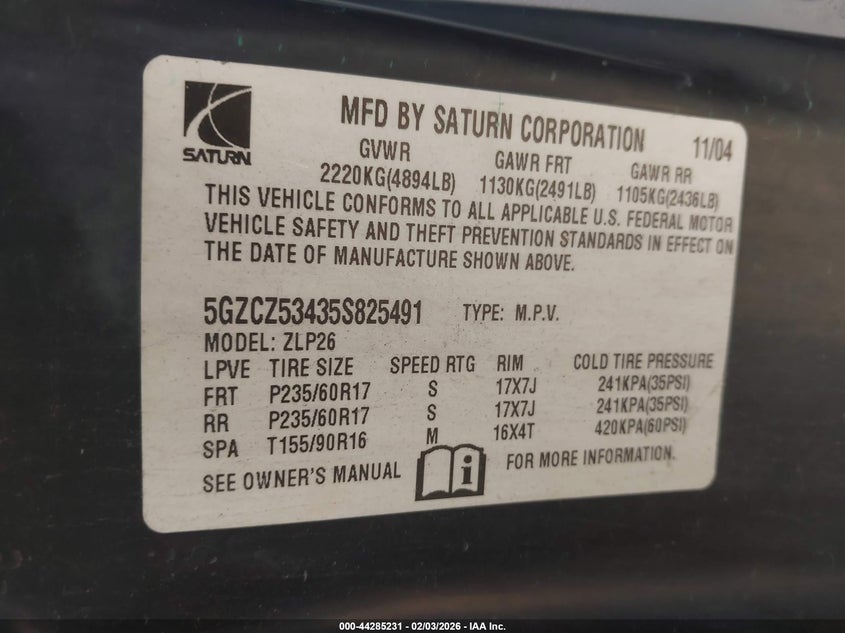 SATURN
MFD BY SATURN CORPORATION 11/04
GVWR GAWR FRT GAWR RR
2220KG(4894LB) 1130KG(2491LB) 1105KG(2436LB)
THIS VEHICLE CONFORMS TO ALL APPLICABLE U.S. FEDERAL MOTOR
VEHICLE SAFETY AND THEFT PREVENTION STANDARDS IN EFFECT ON
THE DATE OF MANUFACTURE SHOWN ABOVE.
5GZCZ53435S825491 TYPE: M.P.V.
MODEL: ZLP26
LPVE TIRE SIZE SPEED RTG RIM COLD TIRE PRESSURE
FRT P235/60R17 S 17X7J 241KPA(35PSI)
RR P235/60R17 S 17X7J 241KPA(35PSI)
SPA T155/90R16 M 16X4T 420KPA(60PSI)
SEE OWNER'S MANUAL i FOR MORE INFORMATION.
000-44285231 - 02/03/2026 - IAA Inc.